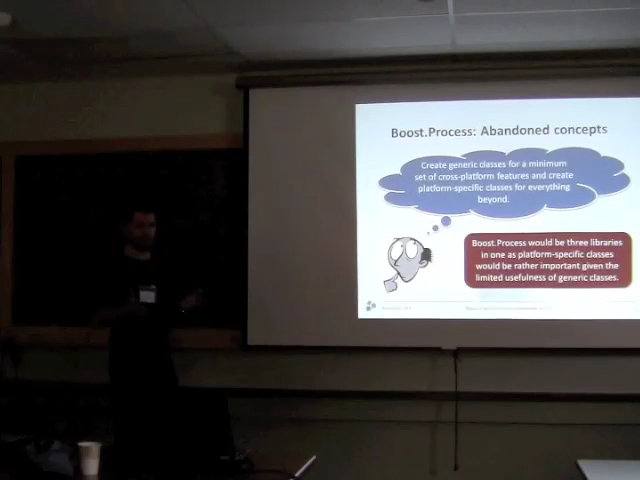 Boost.Process: Abandoned concepts
Create generic classes for a minimum
set of cross-platform features and create
platform-specific classes for everything
beyond.
Boost.Process would be three libraries
in one as platform-specific classes
would be rather important given the
limited usefulness of generic classes.